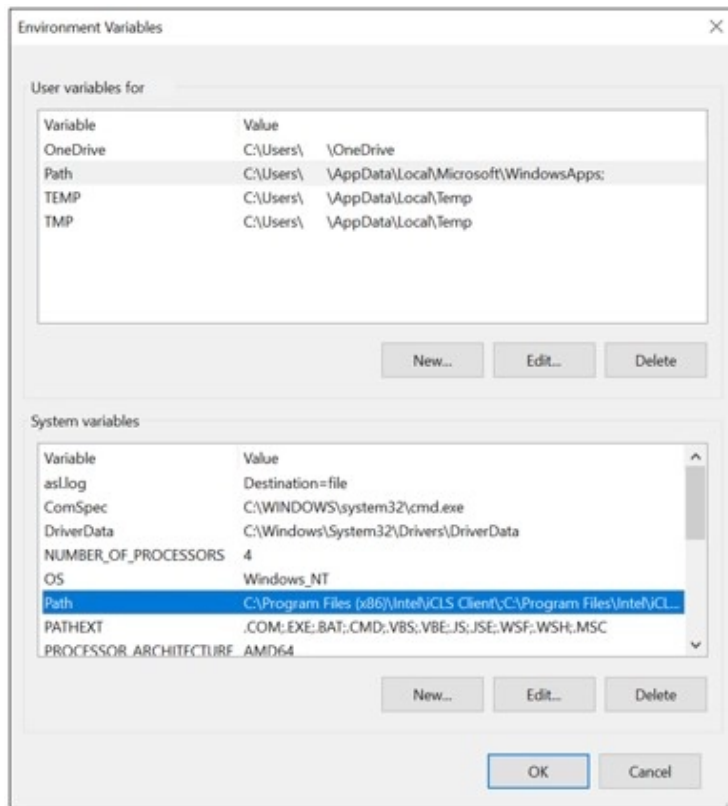 Environment Variables
User variables for
Variable Value
OneDrive C:\Users\ \OneDrive
Path C:\Users\ \AppData\Local\Microsoft\WindowsApps;
TEMP C:\Users\ \AppData\Local\Temp
TMP C:\Users\ \AppData\Local\Temp
New... Edit... Delete
System variables
Variable Value
asl.log Destination=file
ComSpec C:\WINDOWS\system32\cmd.exe
DriverData C:\Windows\System32\Drivers\DriverData
NUMBER_OF_PROCESSORS 4
OS Windows_NT
Path C:\Program Files (x86)\Intel\iCLS Client\;C:\Program Files\Intel\iCL...
PATHEXT .COM;.EXE;.BAT;.CMD;.VBS;.VBE;.JS;.JSE;.WSF;.WSH;.MSC
PROCESSOR_ARCHITECTURE AMD64
New... Edit... Delete
OK Cancel